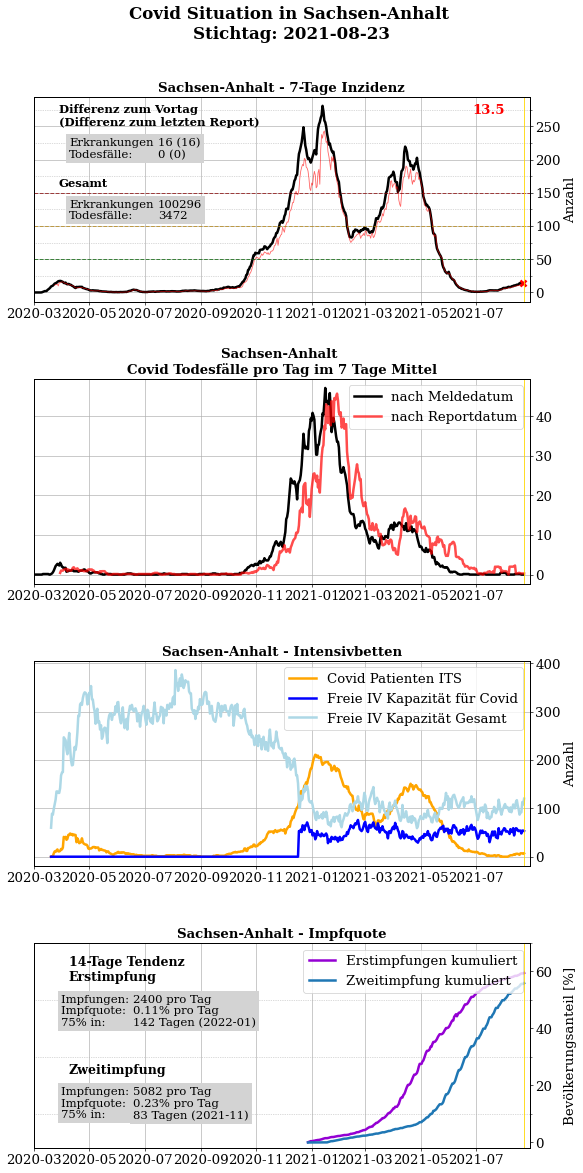 Covid Situation in Sachsen-Anhalt
Stichtag: 2021-08-23
Sachsen-Anhalt - 7-Tage Inzidenz
Differenz zum Vortag
(Differenz zum letzten Report)
Erkrankungen 16 (16)
Todesfälle: 0 (0)
Gesamt
Erkrankungen 100296
Todesfälle: 3472
13.5
250
200
150
100
50
0
Anzahl
2020-03 2020-05 2020-07 2020-09 2020-11 2021-01 2021-03 2021-05 2021-07
Sachsen-Anhalt
Covid Todesfälle pro Tag im 7 Tage Mittel
nach Meldedatum
nach Reportdatum
40
30
20
10
0
2020-03 2020-05 2020-07 2020-09 2020-11 2021-01 2021-03 2021-05 2021-07
Sachsen-Anhalt - Intensivbetten
Covid Patienten ITS
Freie IV Kapazität für Covid
Freie IV Kapazität Gesamt
400
300
200
100
0
Anzahl
2020-03 2020-05 2020-07 2020-09 2020-11 2021-01 2021-03 2021-05 2021-07
Sachsen-Anhalt - Impfquote
14-Tage Tendenz
Erstimpfung
Impfungen: 2400 pro Tag
Impfquote: 0.11% pro Tag
75% in: 142 Tagen (2022-01)
Zweitimpfung
Impfungen: 5082 pro Tag
Impfquote: 0.23% pro Tag
75% in: 83 Tagen (2021-11)
Erstimpfungen kumuliert
Zweitimpfung kumuliert
60
40
20
0
Bevölkerungsanteil [%]
2020-03 2020-05 2020-07 2020-09 2020-11 2021-01 2021-03 2021-05 2021-07